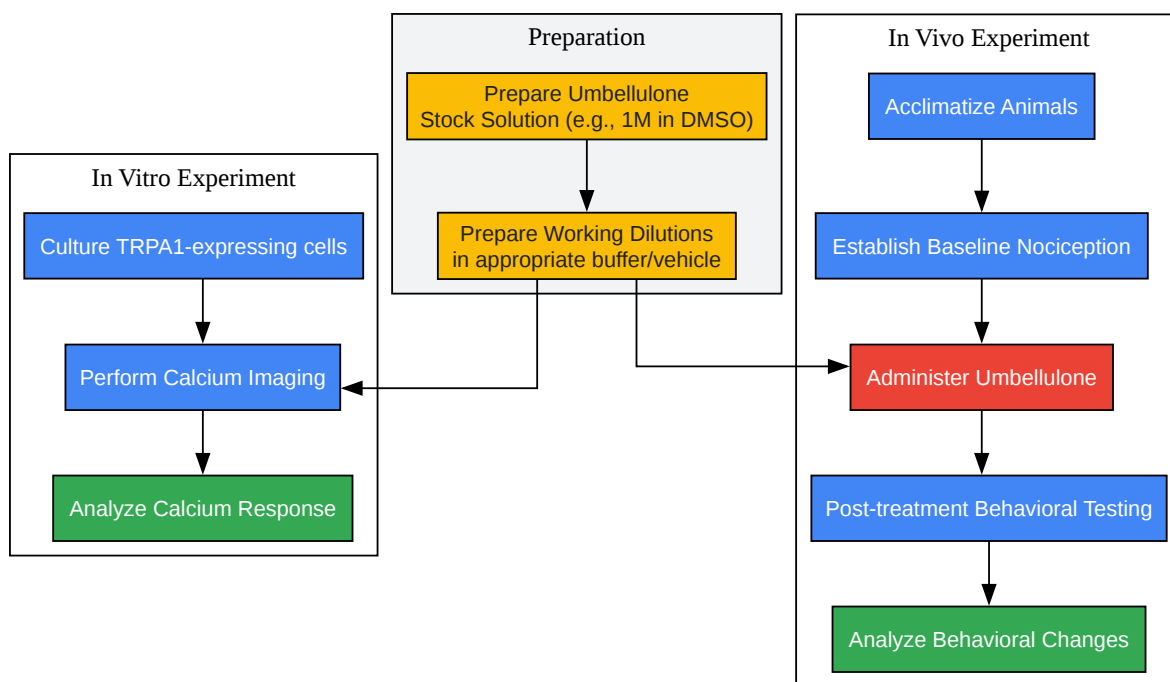 Preparation
Prepare Umbellulone
Stock Solution (e.g., 1M in DMSO)
Prepare Working Dilutions
in appropriate buffer/vehicle
In Vitro Experiment
Culture TRPA1-expressing cells
Perform Calcium Imaging
Analyze Calcium Response
In Vivo Experiment
Acclimatize Animals
Establish Baseline Nociception
Administer Umbellulone
Post-treatment Behavioral Testing
Analyze Behavioral Changes